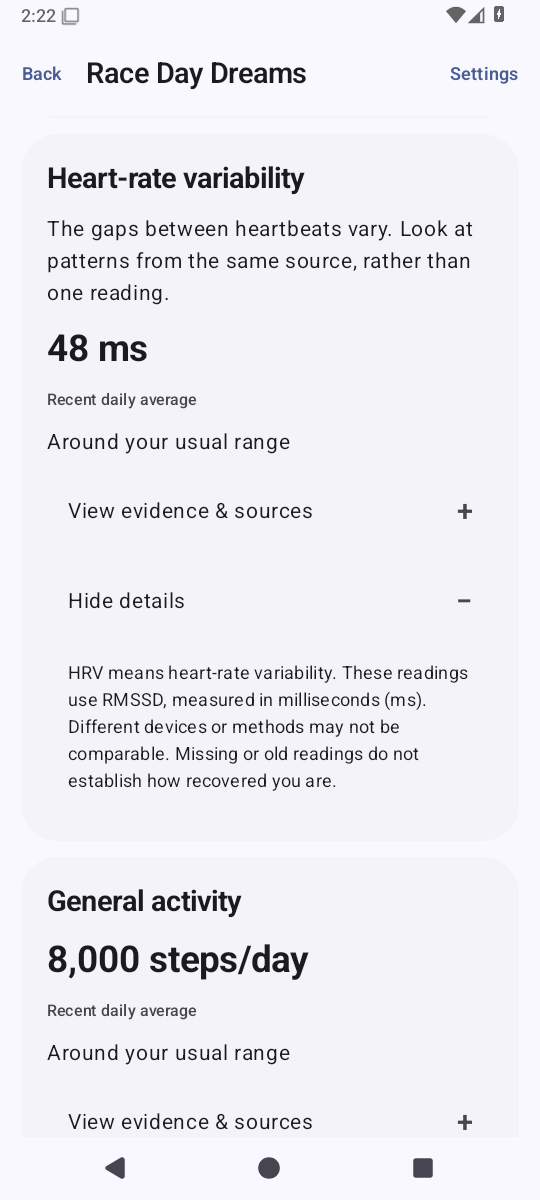 2:22
Back Race Day Dreams Settings
Heart-rate variability
The gaps between heartbeats vary. Look at
patterns from the same source, rather than
one reading.
48 ms
Recent daily average
Around your usual range
View evidence & sources +
Hide details −
HRV means heart-rate variability. These readings
use RMSSD, measured in milliseconds (ms).
Different devices or methods may not be
comparable. Missing or old readings do not
establish how recovered you are.
General activity
8,000 steps/day
Recent daily average
Around your usual range
View evidence & sources +